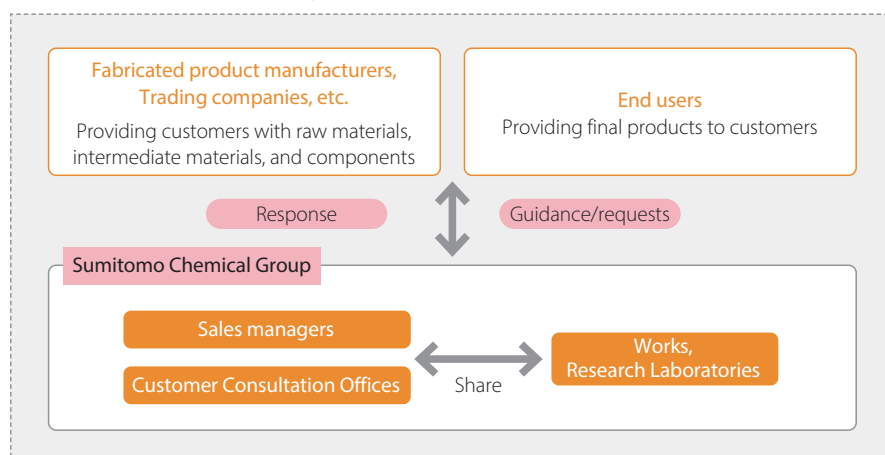 Fabricated product manufacturers,
Trading companies, etc.
Providing customers with raw materials,
intermediate materials, and components
End users
Providing final products to customers
Response
Guidance/requests
Sumitomo Chemical Group
Sales managers
Customer Consultation Offices
Share
Works,
Research Laboratories